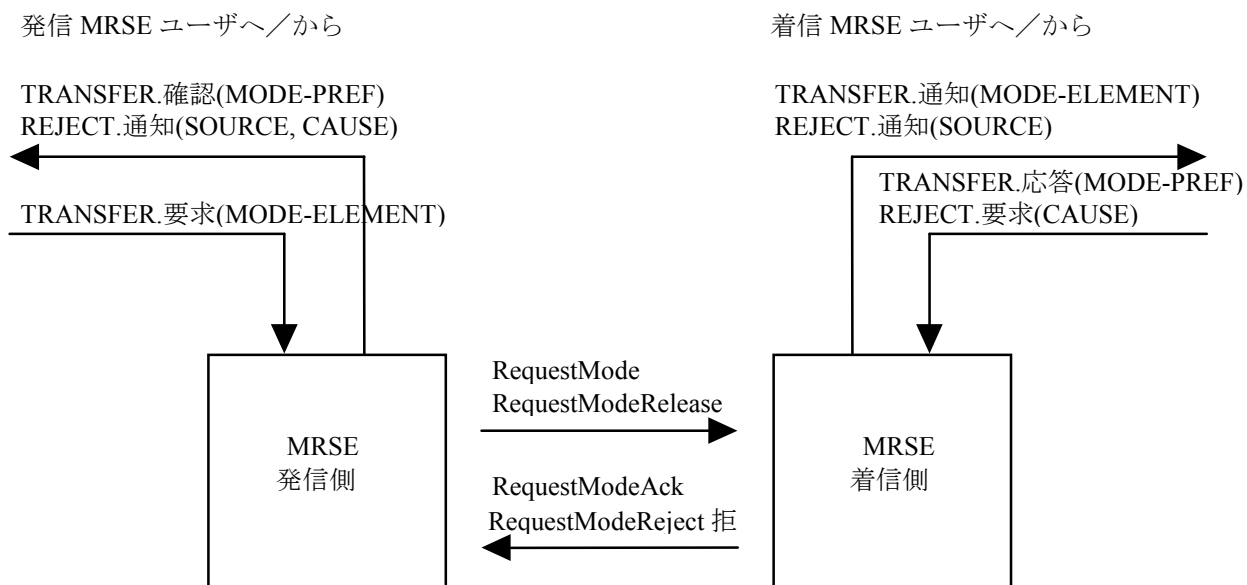 発信 MRSE ユーザへ／から
着信 MRSE ユーザへ／から
TRANSFER.確認(MODE-PREF)
REJECT.通知(SOURCE, CAUSE)
TRANSFER.通知(MODE-ELEMENT)
REJECT.通知(SOURCE)
TRANSFER.要求(MODE-ELEMENT)
TRANSFER.応答(MODE-PREF)
REJECT.要求(CAUSE)
RequestMode
RequestModeRelease
MRSE
発信側
MRSE
着信側
RequestModeAck
RequestModeReject 拒